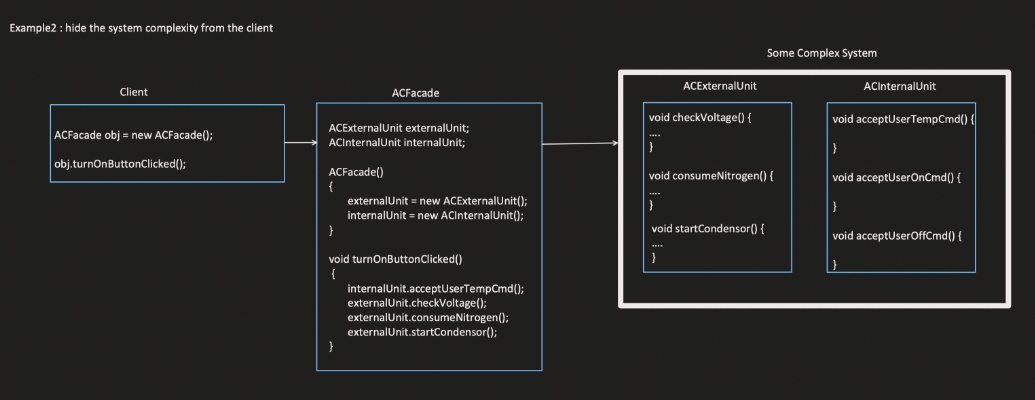 Example2 : hide the system complexity from the client
Some Complex System
Client
ACFacade obj = new ACFacade();
obj.turnOnButtonClicked();
ACFacade
ACExternalUnit externalUnit;
ACInternalUnit internalUnit;
ACFacade()
{
externalUnit = new ACExternalUnit();
internalUnit = new ACInternalUnit();
}
void turnOnButtonClicked()
{
internalUnit.acceptUserTempCmd();
externalUnit.checkVoltage();
externalUnit.consumeNitrogen();
externalUnit.startCondensor();
}
ACExternalUnit
void checkVoltage() {
....
}
void consumeNitrogen() {
....
}
void startCondensor() {
....
}
ACInternalUnit
void acceptUserTempCmd() {
}
void acceptUserOnCmd() {
}
void acceptUserOffCmd() {
}